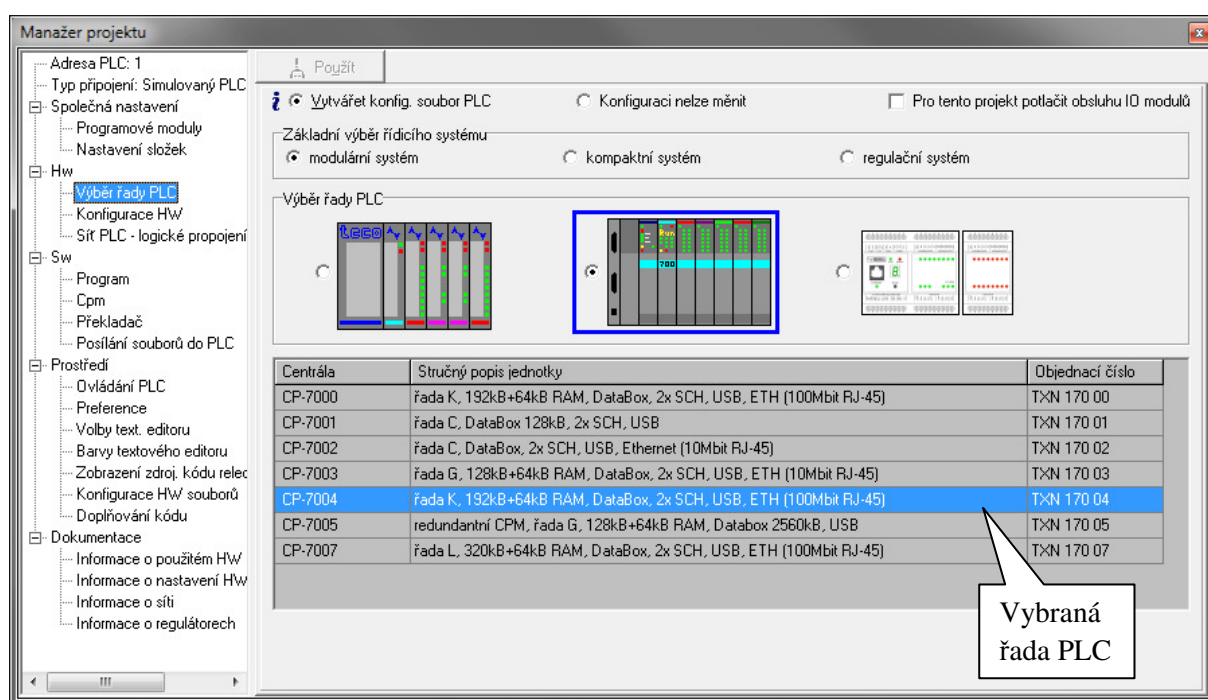 Manažer projektu
Adresa PLC: 1
Typ připojení: Simulovaný PLC
Společná nastavení
Programové moduly
Nastavení složek
Hw
Výběr řady PLC
Konfigurace HW
Síť PLC - logické propojení
Sw
Program
Cpm
Překladač
Posílání souborů do PLC
Prostředí
Ovládání PLC
Preference
Volby text. editoru
Barvy textového editoru
Zobrazení zdroj. kódu relec
Konfigurace HW souborů
Doplňování kódu
Dokumentace
Informace o použitém HW
Informace o nastavení HW
Informace o síti
Informace o regulátorech
Použít
Vytvářet konfig. soubor PLC Konfiguraci nelze měnit Pro tento projekt potlačit obsluhu IO modulů
Základní výběr řídicího systému
modulární systém kompaktní systém regulační systém
Výběr řady PLC
teco
Run
700
Centrála Stručný popis jednotky Objednací číslo
CP-7000 řada K, 192kB+64kB RAM, DataBox, 2x SCH, USB, ETH (100Mbit RJ-45) TXN 170 00
CP-7001 řada C, DataBox 128kB, 2x SCH, USB TXN 170 01
CP-7002 řada C, DataBox, 2x SCH, USB, Ethernet (10Mbit RJ-45) TXN 170 02
CP-7003 řada G, 128kB+64kB RAM, DataBox, 2x SCH, USB, ETH (10Mbit RJ-45) TXN 170 03
CP-7004 řada K, 192kB+64kB RAM, DataBox, 2x SCH, USB, ETH (100Mbit RJ-45) TXN 170 04
CP-7005 redundantní CPM, řada G, 128kB+64kB RAM, Databox 2560kB, USB TXN 170 05
CP-7007 řada L, 320kB+64kB RAM, DataBox, 2x SCH, USB, ETH (100Mbit RJ-45) TXN 170 07
Vybraná
řada PLC